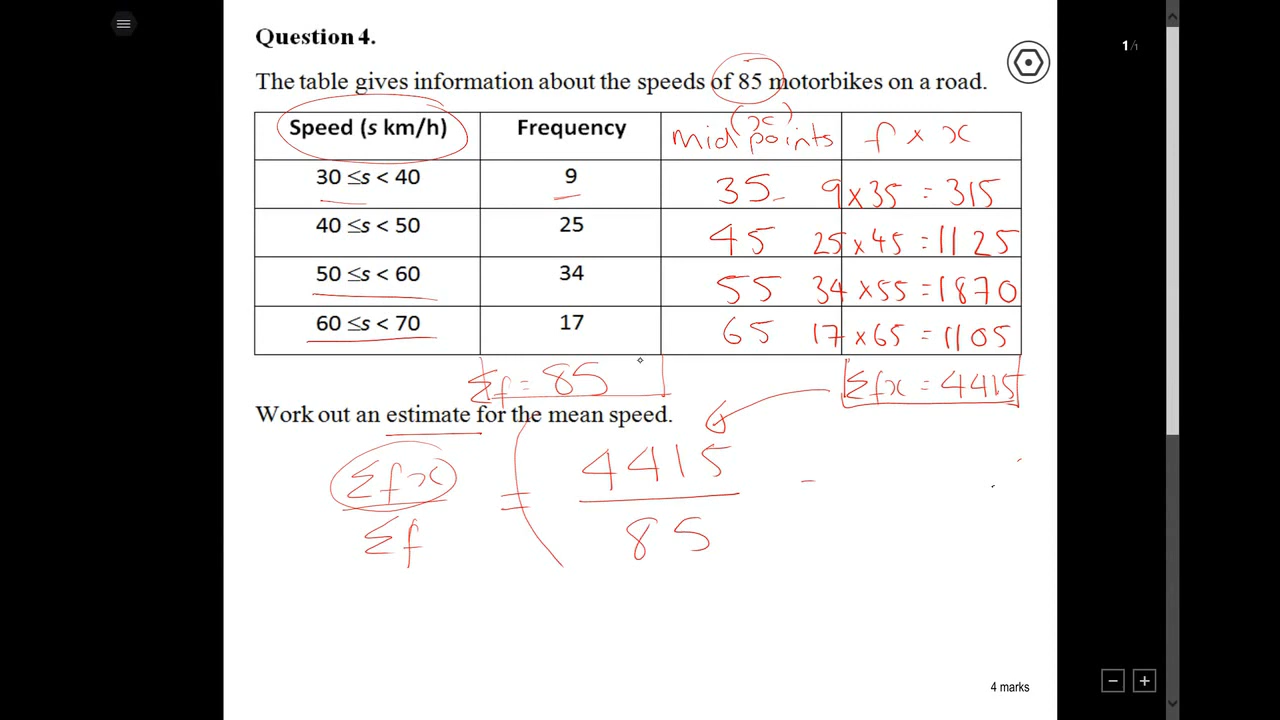 1/1
Question 4.
The table gives information about the speeds of 85 motorbikes on a road.
Speed (s km/h) Frequency midpoints (x) f × x
30 ≤s < 40 9 35 9 × 35 = 315
40 ≤s < 50 25 45 25 × 45 = 1125
50 ≤s < 60 34 55 34 × 55 = 1870
60 ≤s < 70 17 65 17 × 65 = 1105
Σf = 85 Σfx = 4415
Work out an estimate for the mean speed.
Σfx = 4415 -
Σf 85
4 marks